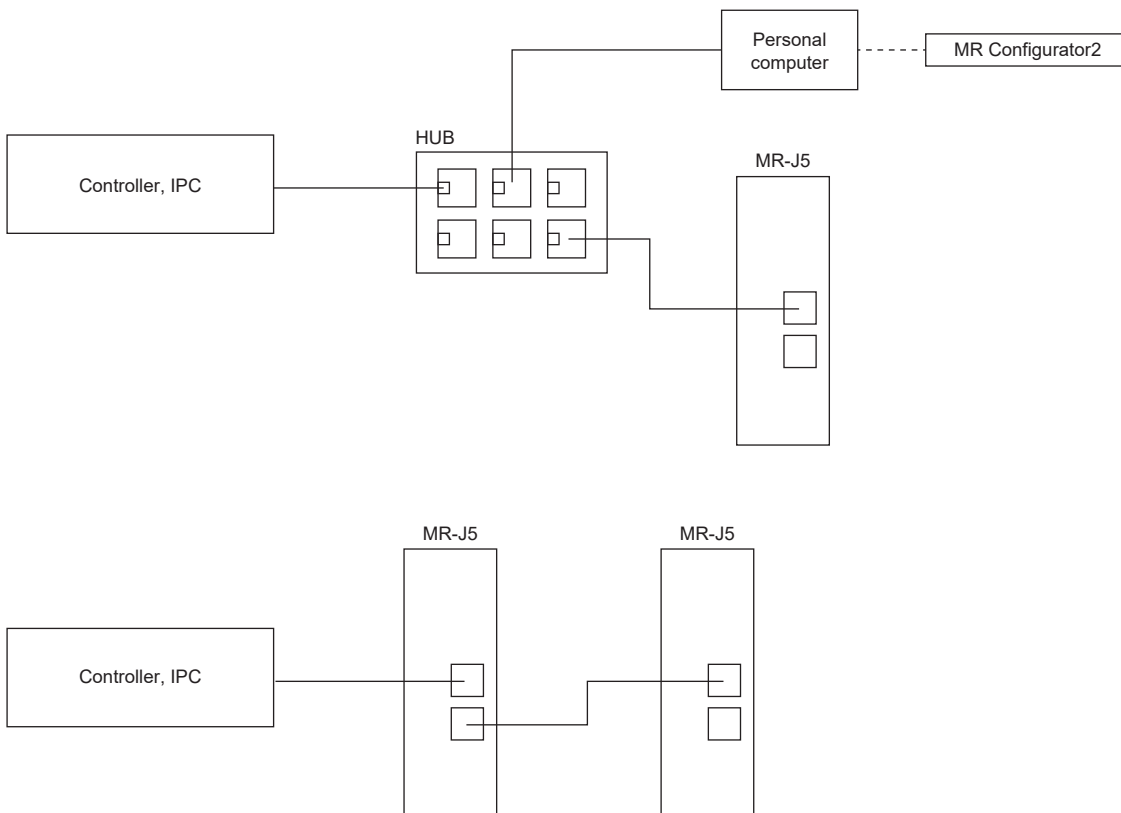 Personal
computer
MR Configurator2
HUB
MR-J5
Controller, IPC
MR-J5
MR-J5
Controller, IPC